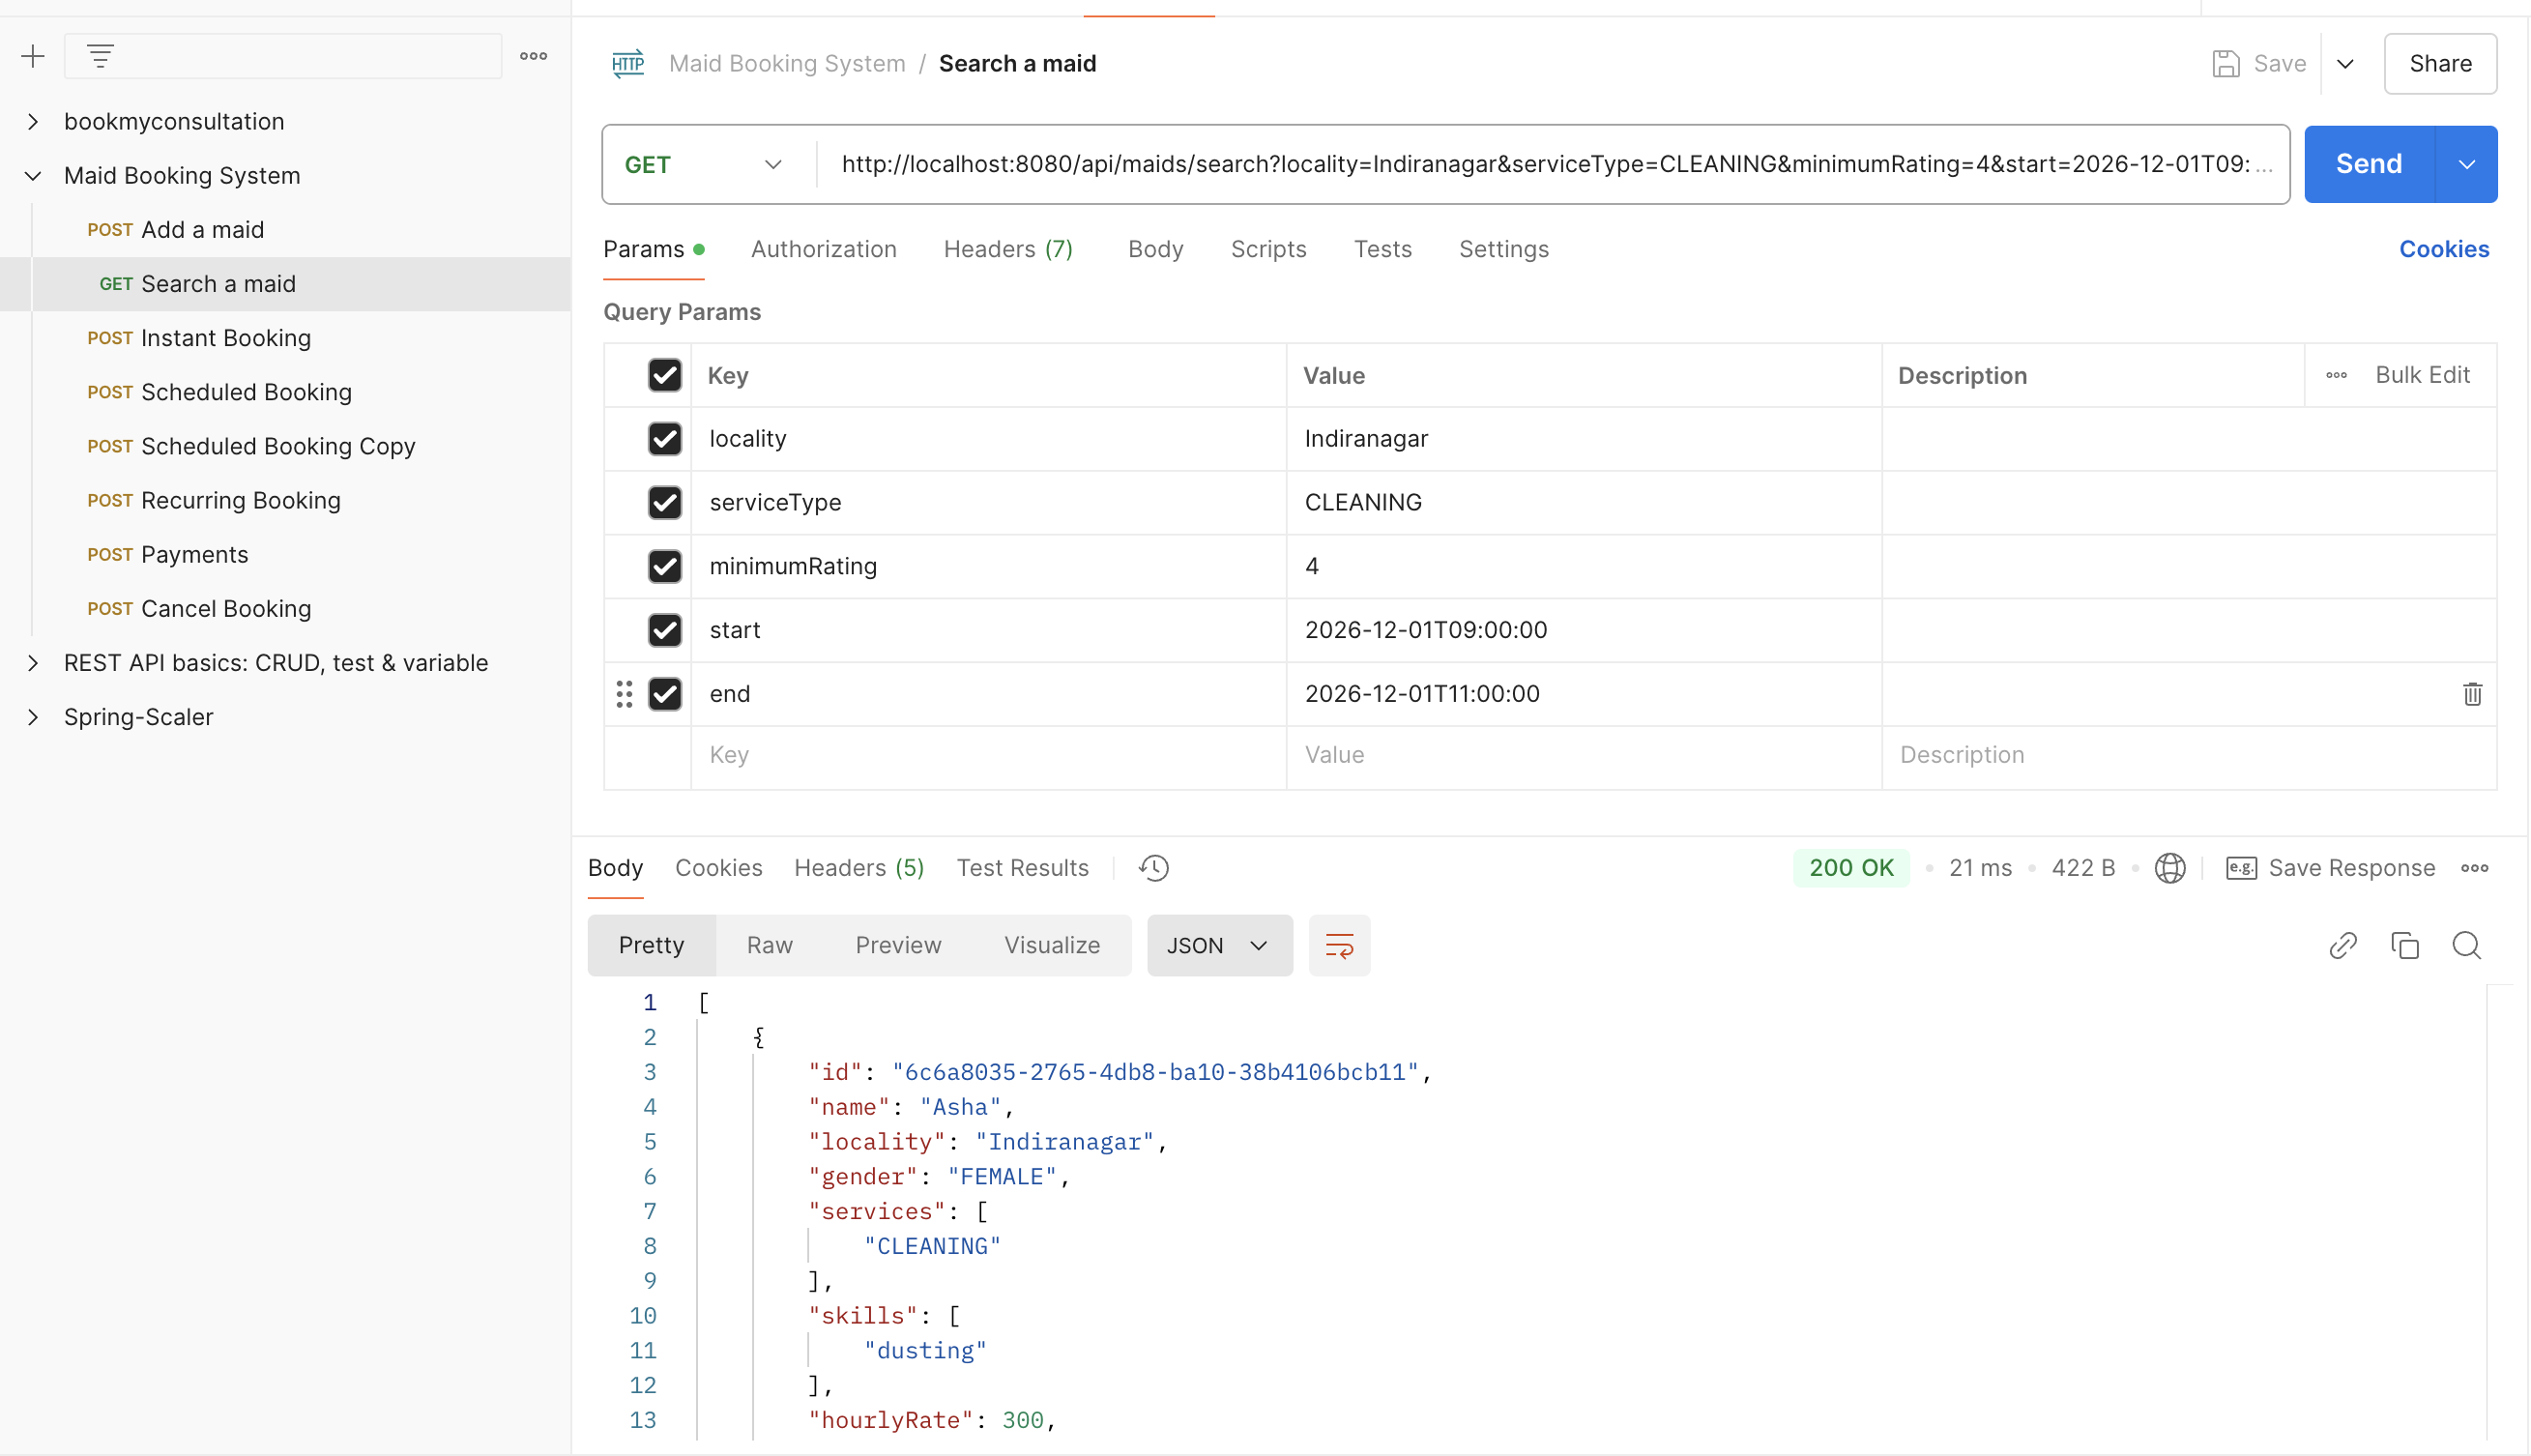 bookmyconsultation
Maid Booking System
POST Add a maid
GET Search a maid
POST Instant Booking
POST Scheduled Booking
POST Scheduled Booking Copy
POST Recurring Booking
POST Payments
POST Cancel Booking
REST API basics: CRUD, test & variable
Spring-Scaler
HTTP Maid Booking System / Search a maid Save Share
GET http://localhost:8080/api/maids/search?locality=Indiranagar&serviceType=CLEANING&minimumRating=4&start=2026-12-01T09: ... Send
Params Authorization Headers (7) Body Scripts Tests Settings Cookies
Query Params
Key Value Description Bulk Edit
locality Indiranagar
serviceType CLEANING
minimumRating 4
start 2026-12-01T09:00:00
end 2026-12-01T11:00:00
Key Value Description
Body Cookies Headers (5) Test Results 200 OK • 21 ms • 422 B • e.g. Save Response
Pretty Raw Preview Visualize JSON
1 [
2 {
3 "id": "6c6a8035-2765-4db8-ba10-38b4106bcb11",
4 "name": "Asha",
5 "locality": "Indiranagar",
6 "gender": "FEMALE",
7 "services": [
8 "CLEANING"
9 ],
10 "skills": [
11 "dusting"
12 ],
13 "hourlyRate": 300,